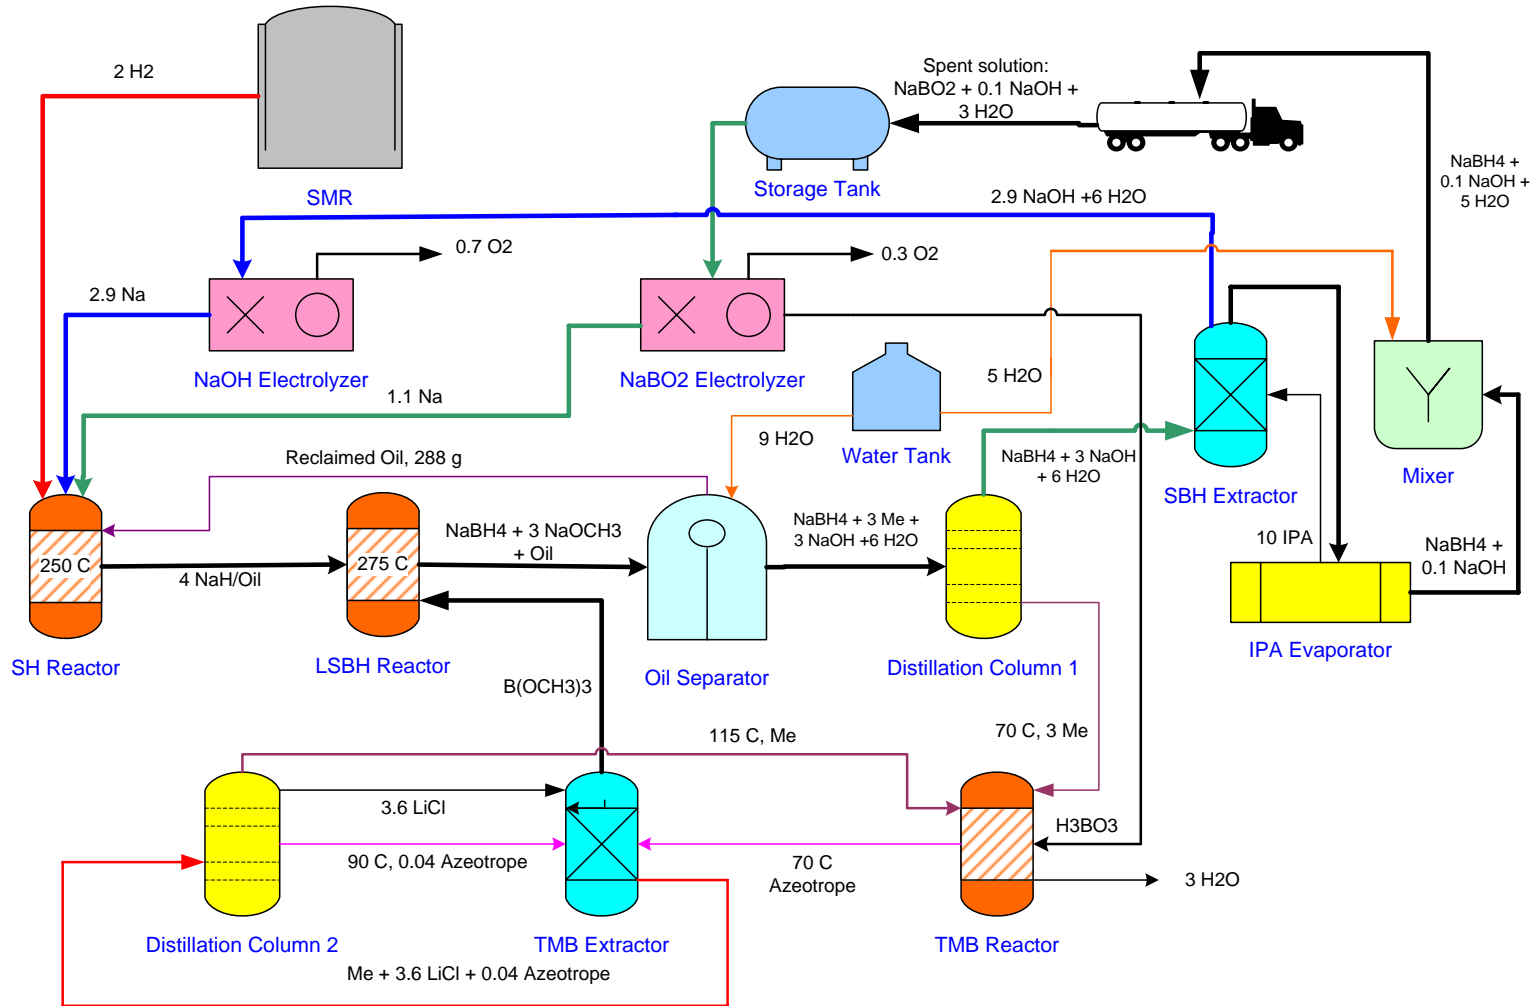 2 H2
Spent solution:
NaBO2 + 0.1 NaOH +
3 H2O
SMR
Storage Tank
NaBH4 +
0.1 NaOH +
5 H2O
2.9 NaOH +6 H2O
0.7 O2
0.3 O2
2.9 Na
NaOH Electrolyzer
NaBO2 Electrolyzer
1.1 Na
5 H2O
9 H2O
Water Tank
Reclaimed Oil, 288 g
NaBH4 + 3 NaOH
+ 6 H2O
SBH Extractor
Mixer
NaBH4 + 3 NaOCH3
+ Oil
NaBH4 + 3 Me +
3 NaOH +6 H2O
10 IPA
NaBH4 +
0.1 NaOH
250 C
4 NaH/Oil
275 C
SH Reactor
LSBH Reactor
Oil Separator
Distillation Column 1
IPA Evaporator
B(OCH3)3
115 C, Me
70 C, 3 Me
3.6 LiCl
H3BO3
90 C, 0.04 Azeotrope
70 C
Azeotrope
3 H2O
Distillation Column 2
TMB Extractor
TMB Reactor
Me + 3.6 LiCl + 0.04 Azeotrope